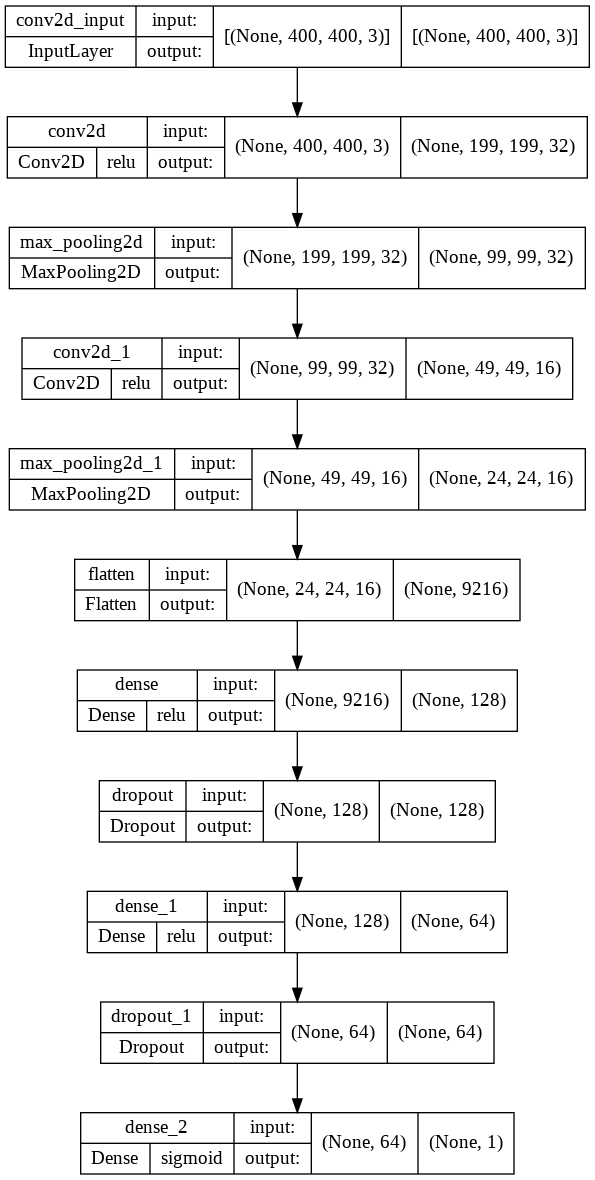 conv2d_input input: [(None, 400, 400, 3)] [(None, 400, 400, 3)]
InputLayer output:
conv2d input: (None, 400, 400, 3) (None, 199, 199, 32)
Conv2D relu output:
max_pooling2d input: (None, 199, 199, 32) (None, 99, 99, 32)
MaxPooling2D output:
conv2d_1 input: (None, 99, 99, 32) (None, 49, 49, 16)
Conv2D relu output:
max_pooling2d_1 input: (None, 49, 49, 16) (None, 24, 24, 16)
MaxPooling2D output:
flatten input: (None, 24, 24, 16) (None, 9216)
Flatten output:
dense input: (None, 9216) (None, 128)
Dense relu output:
dropout input: (None, 128) (None, 128)
Dropout output:
dense_1 input: (None, 128) (None, 64)
Dense relu output:
dropout_1 input: (None, 64) (None, 64)
Dropout output:
dense_2 input: (None, 64) (None, 1)
Dense sigmoid output: